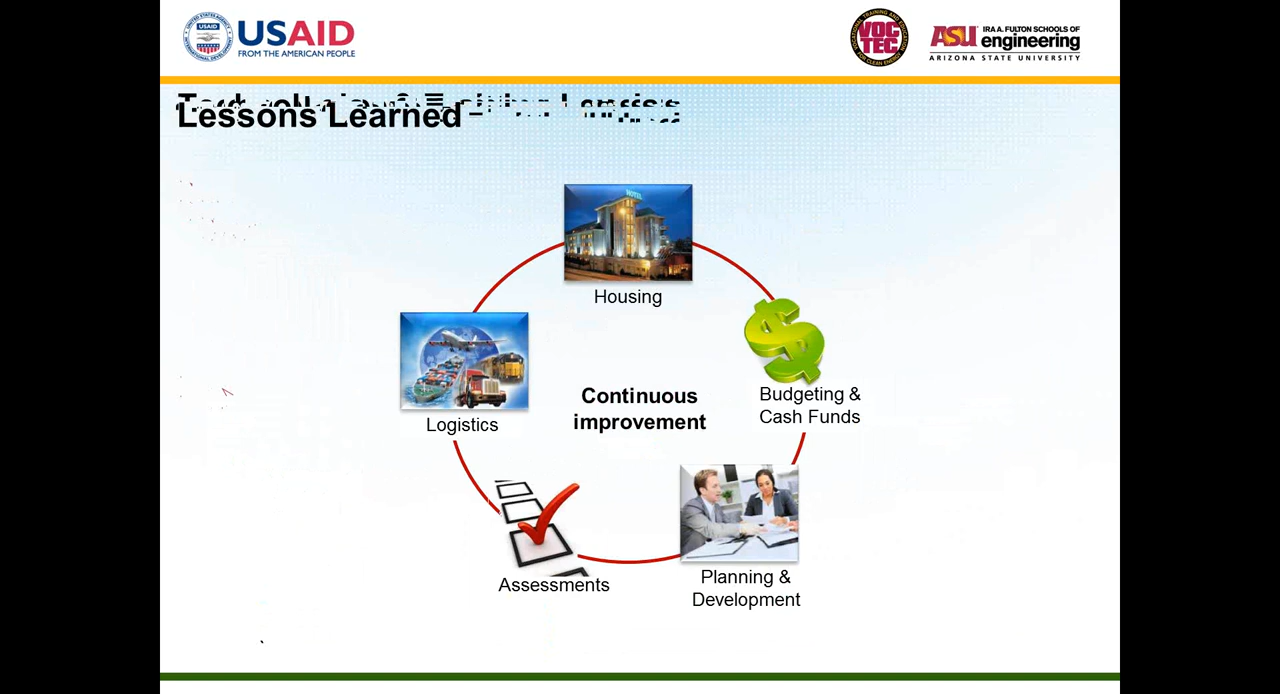 USAID
FROM THE AMERICAN PEOPLE
VOCTEC
ASU IRA A. FULTON SCHOOLS OF
engineering
ARIZONA STATE UNIVERSITY
Lessons Learned
Housing
Budgeting &
Cash Funds
Logistics
Continuous
improvement
Planning &
Development
Assessments